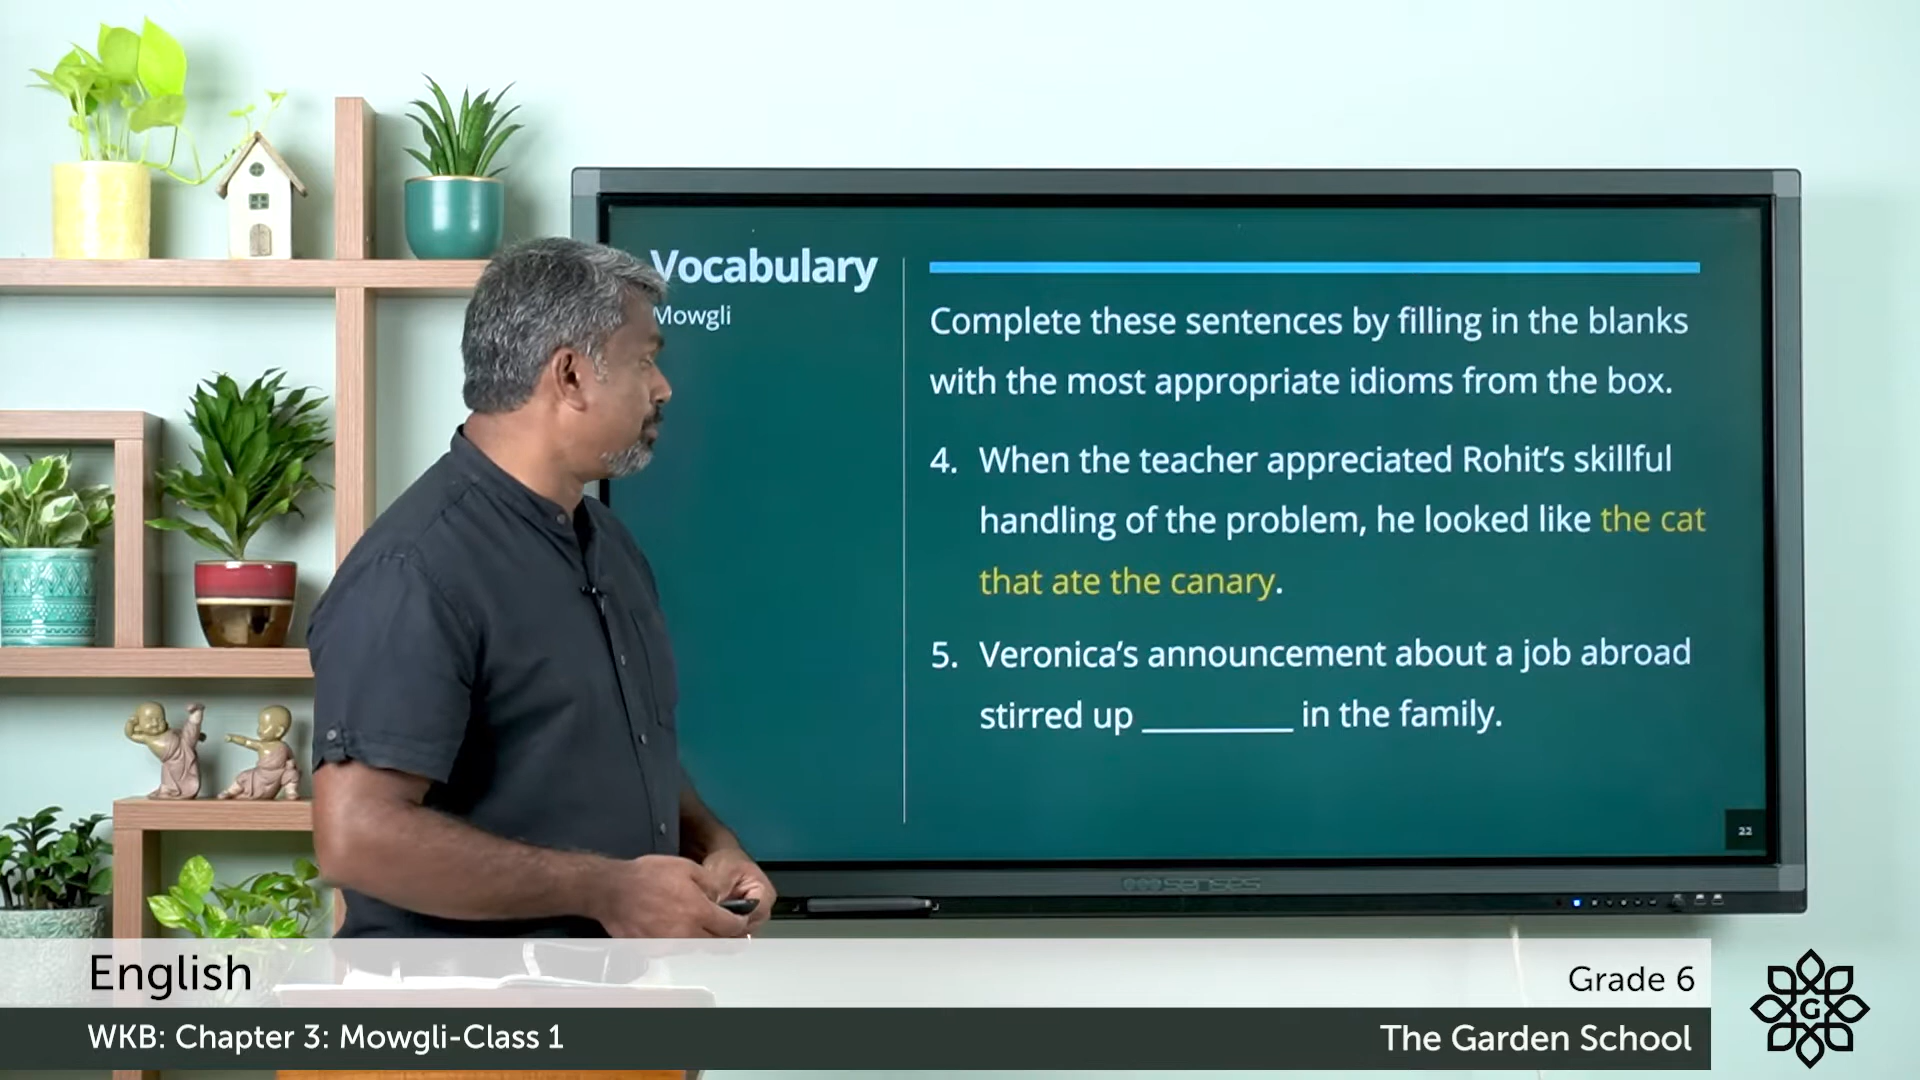 Vocabulary
Mowgli
Complete these sentences by filling in the blanks
with the most appropriate idioms from the box.
4. When the teacher appreciated Rohit's skillful
handling of the problem, he looked like the cat
that ate the canary.
5. Veronica's announcement about a job abroad
stirred up ________ in the family.
22
senses
English
Grade 6
WKB: Chapter 3: Mowgli-Class 1
The Garden School
G